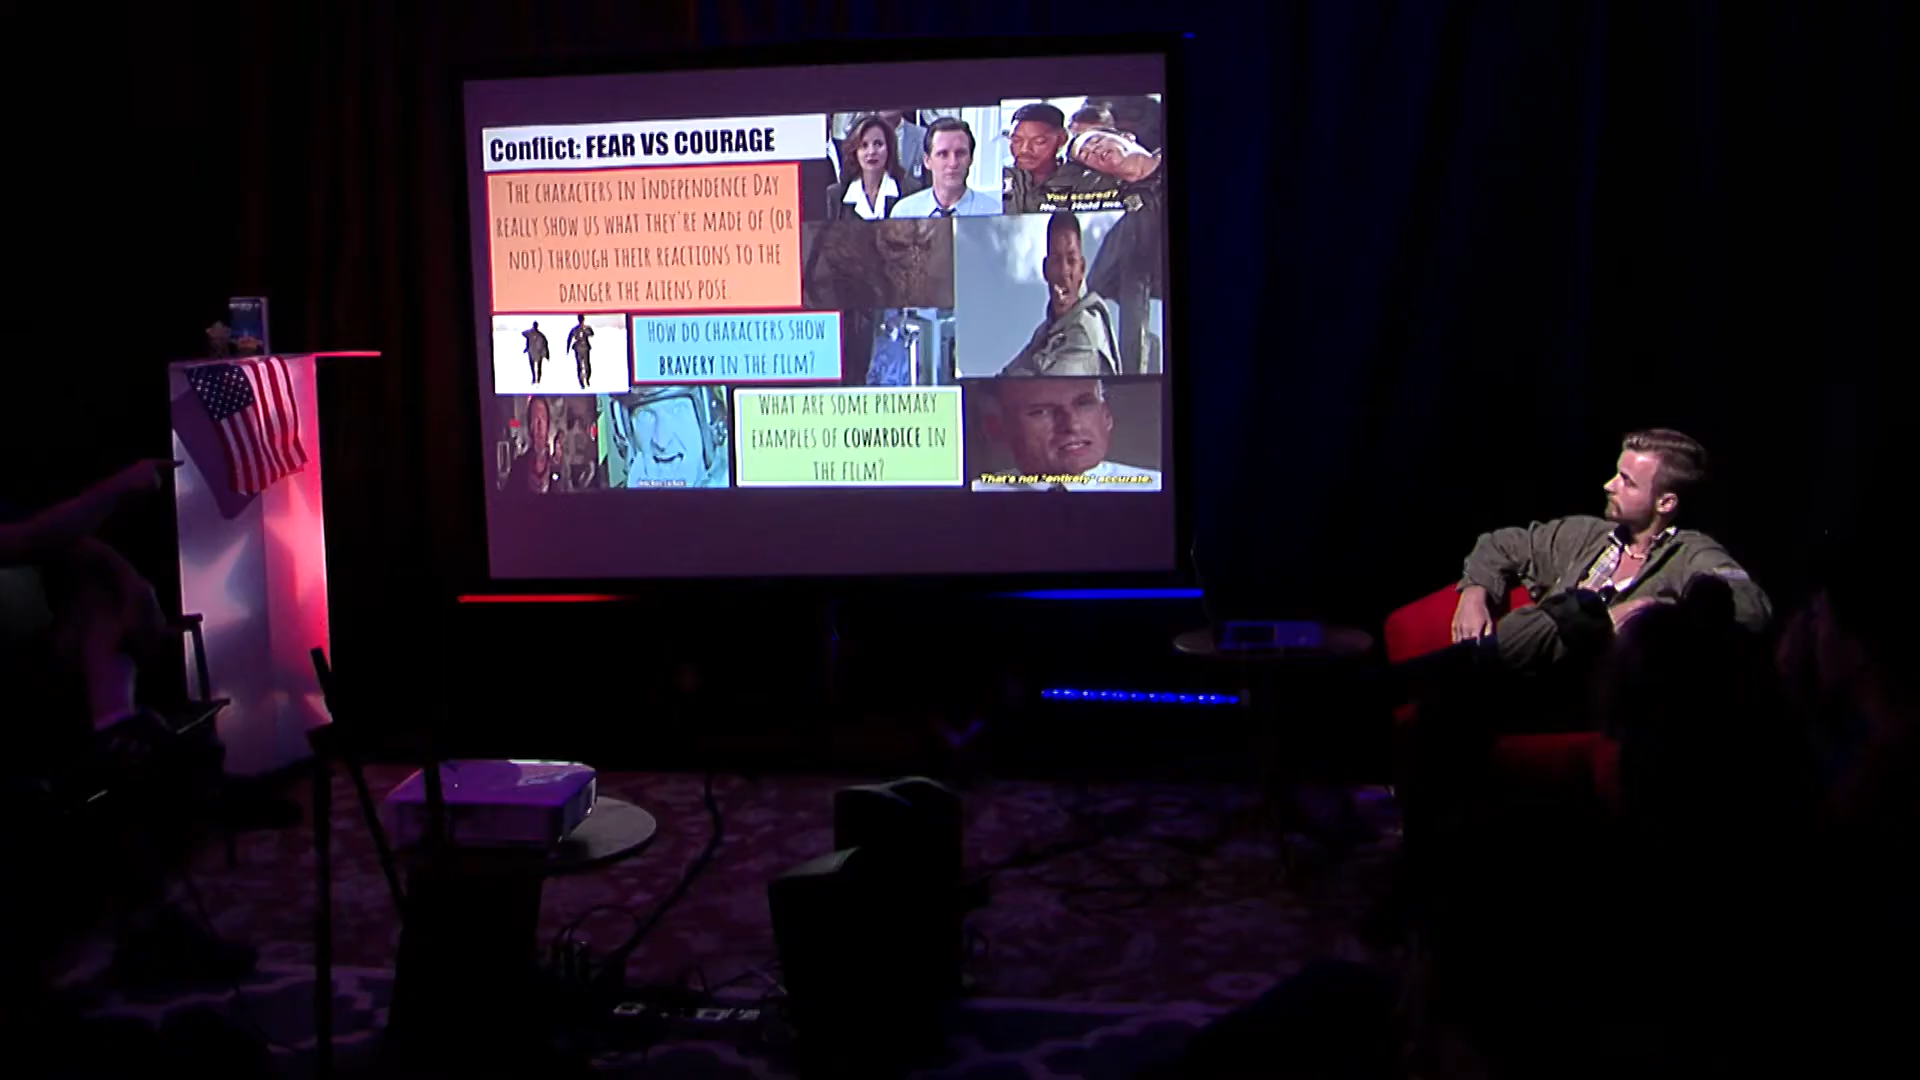 Conflict: FEAR VS COURAGE
THE CHARACTERS IN INDEPENDENCE DAY
REALLY SHOW US WHAT THEY'RE MADE OF (OR
NOT) THROUGH THEIR REACTIONS TO THE
DANGER THE ALIENS POSE.
You scared?
No... Hold me.
HOW DO CHARACTERS SHOW
BRAVERY IN THE FILM?
WHAT ARE SOME PRIMARY
EXAMPLES OF COWARDICE IN
THE FILM?
That's not *entirely* accurate.